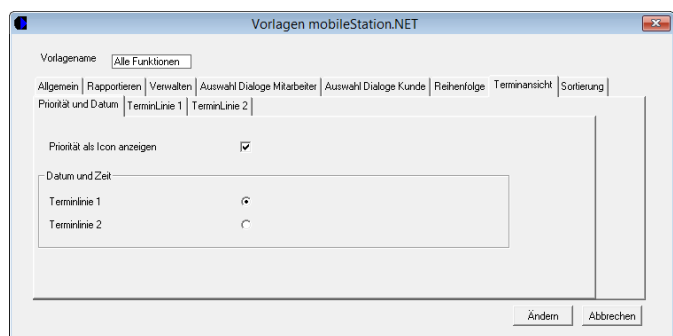 Vorlagen mobileStation.NET
Vorlagename Alle Funktionen
Allgemein Rapportieren Verwalten Auswahl Dialoge Mitarbeiter Auswahl Dialoge Kunde Reihenfolge Terminansicht Sortierung
Priorität und Datum TerminLinie 1 TerminLinie 2
Priorität als Icon anzeigen
Datum und Zeit
Terminlinie 1
Terminlinie 2
Ändern Abbrechen